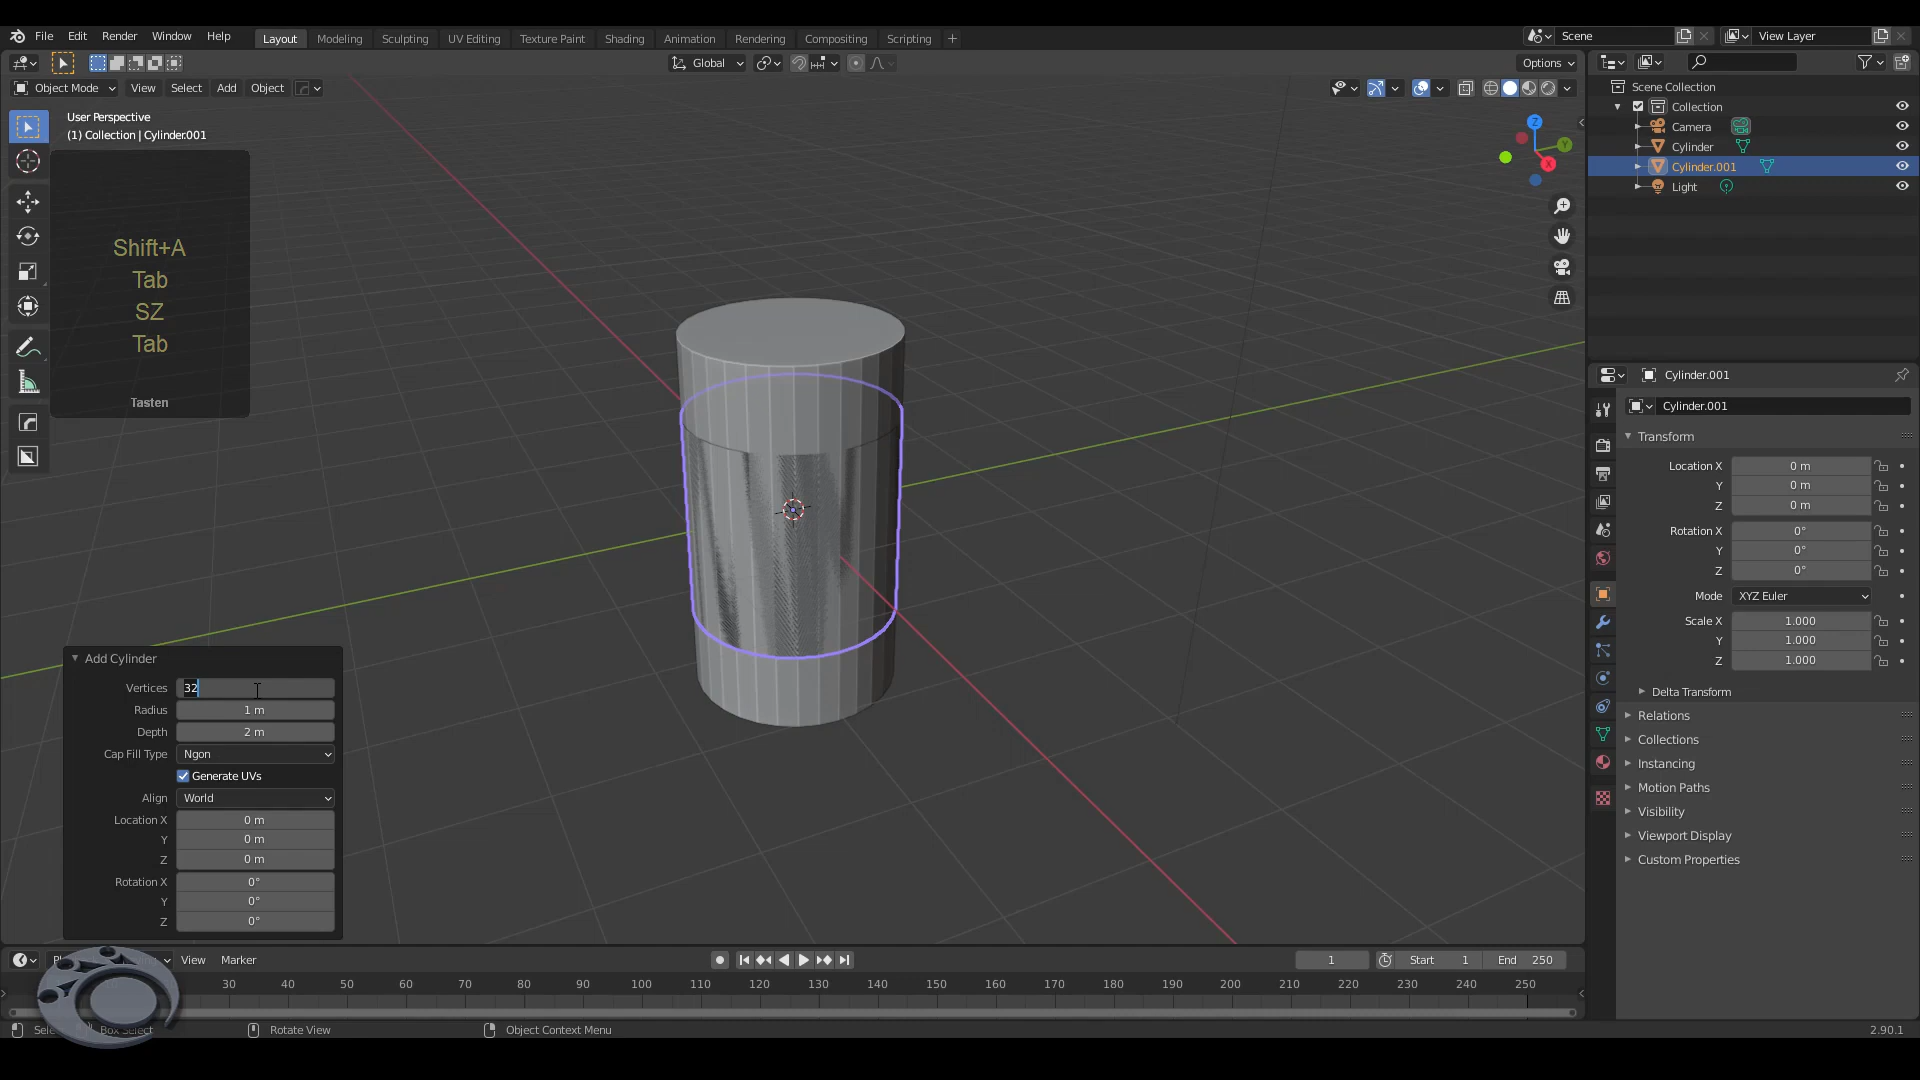 File Edit Render Window Help Layout Modeling Sculpting UV Editing Texture Paint Shading Animation Rendering Compositing Scripting + Scene View Layer
Global Options
Object Mode View Select Add Object
User Perspective
(1) Collection | Cylinder.001
Shift+A
Tab
SZ
Tab
Tasten
Z
Y
X
Scene Collection
Collection
Camera
Cylinder
Cylinder.001
Light
Cylinder.001
Cylinder.001
Transform
Location X 0 m
Y 0 m
Z 0 m
Rotation X 0°
Y 0°
Z 0°
Mode XYZ Euler
Scale X 1.000
Y 1.000
Z 1.000
Delta Transform
Relations
Collections
Instancing
Motion Paths
Visibility
Viewport Display
Custom Properties
Add Cylinder
Vertices 32
Radius 1 m
Depth 2 m
Cap Fill Type Ngon
Generate UVs
Align World
Location X 0 m
Y 0 m
Z 0 m
Rotation X 0°
Y 0°
Z 0°
View Marker 1 Start 1 End 250
30 40 50 60 70 80 90 100 110 120 130 140 150 160 170 180 190 200 210 220 230 240 250
Box Select Rotate View Object Context Menu 2.90.1